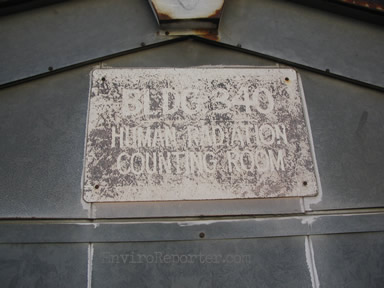 BLDG 340
HUMAN RADIATION
COUNTING ROOM
EnviroReporter.com